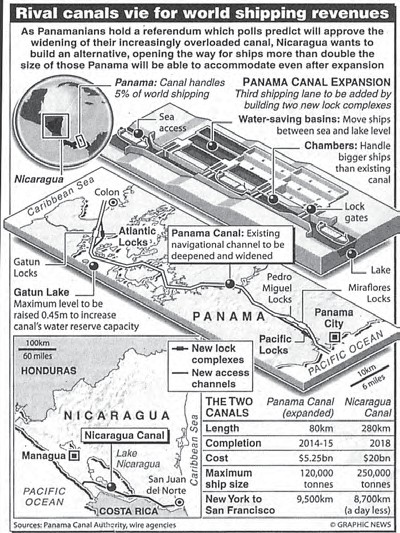 Rival canals vie for world shipping revenues
As Panamanians hold a referendum which polls predict will approve the
widening of their increasingly overloaded canal, Nicaragua wants to
build an alternative, opening the way for ships more than double the
size of those Panama will be able to accommodate even after expansion
Panama: Canal handles
5% of world shipping
Nicaragua
PANAMA CANAL EXPANSION
Third shipping lane to be added by
building two new lock complexes
Water-saving basins: Move ships
between sea and lake level
Chambers: Handle
bigger ships
than existing
canal
Sea
access
Lock
gates
Lake
Caribbean Sea
Colon
Atlantic
Locks
Panama Canal: Existing
navigational channel to be
deepened and widened
Gatun
Locks
Gatun Lake
Maximum level to be
raised 0.45m to increase
canal's water reserve capacity
Pedro
Miguel
Locks
Miraflores
Locks
PANAMA
Panama
City
Pacific
Locks
PACIFIC OCEAN
10km
6 miles
New lock
complexes
New access
channels
100km
60 miles
HONDURAS
NICARAGUA
Nicaragua Canal
Managua
Lake
Nicaragua
Caribbean Sea
San Juan
del Norte
PACIFIC
OCEAN
COSTA RICA
THE TWO CANALS Panama Canal (expanded) Nicaragua Canal
Length 80km 280km
Completion 2014-15 2018
Cost $5.25bn $20bn
Maximum ship size 120,000 tonnes 250,000 tonnes
New York to San Francisco 9,500km 8,700km (a day less)
Sources: Panama Canal Authority, wire agencies
© GRAPHIC NEWS